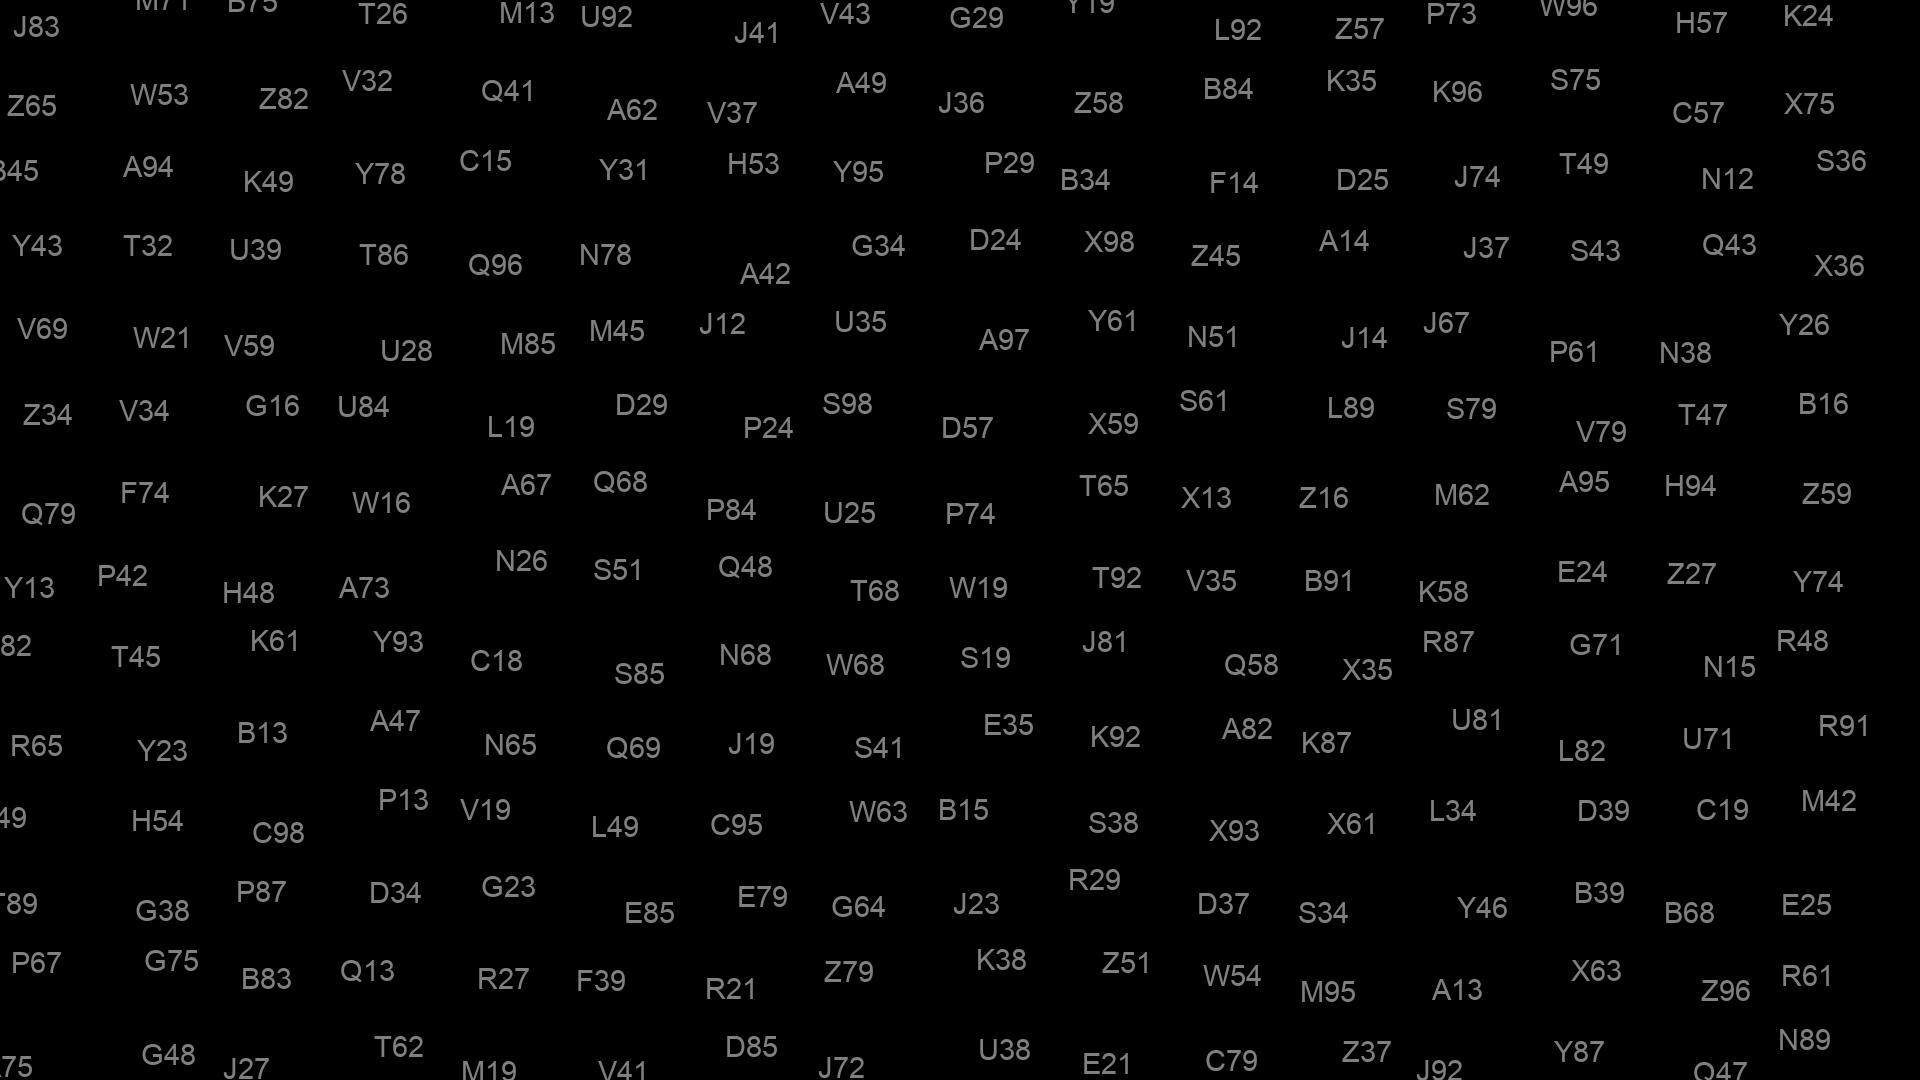 J83 M71 B75 T26 M13 U92 J41 V43 G29 Y19 L92 Z57 P73 W96 H57 K24
Z65 W53 Z82 V32 Q41 A62 V37 A49 J36 Z58 B84 K35 K96 S75 C57 X75
A94 K49 Y78 C15 Y31 H53 Y95 P29 B34 F14 D25 J74 T49 N12 S36
Y43 T32 U39 T86 Q96 N78 A42 G34 D24 X98 Z45 A14 J37 S43 Q43 X36
V69 W21 V59 U28 M85 M45 J12 U35 A97 Y61 N51 J14 J67 P61 N38 Y26
Z34 V34 G16 U84 L19 D29 P24 S98 D57 X59 S61 L89 S79 V79 T47 B16
Q79 F74 K27 W16 A67 Q68 P84 U25 P74 T65 X13 Z16 M62 A95 H94 Z59
Y13 P42 H48 A73 N26 S51 Q48 T68 W19 T92 V35 B91 K58 E24 Z27 Y74
82 T45 K61 Y93 C18 S85 N68 W68 S19 J81 Q58 X35 R87 G71 N15 R48
R65 Y23 B13 A47 N65 Q69 J19 S41 E35 K92 A82 K87 U81 L82 U71 R91
49 H54 C98 P13 V19 L49 C95 W63 B15 S38 X93 X61 L34 D39 C19 M42
G38 P87 D34 G23 E85 E79 G64 J23 R29 D37 S34 Y46 B39 B68 E25
P67 G75 B83 Q13 R27 F39 R21 Z79 K38 Z51 W54 M95 A13 X63 Z96 R61
75 G48 J27 T62 M19 V41 D85 J72 U38 E21 C79 Z37 J92 Y87 Q47 N89